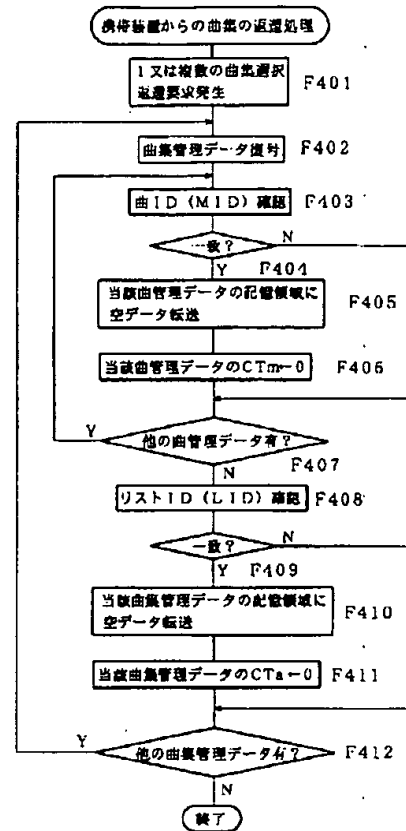 携帯装置からの曲集の返還処理
1又は複数の曲集選択
返還要求発生
F401
曲集管理データ復号
F402
曲ID(MID)確認
F403
一致?
N
Y
F404
当該曲管理データの記憶領域に
空データ転送
F405
当該曲管理データのCTm←0
F406
Y
他の曲管理データ有?
N
F407
リストID(LID)確認
F408
一致?
N
Y
F409
当該曲集管理データの記憶領域に
空データ転送
F410
当該曲集管理データのCTa←0
F411
Y
他の曲集管理データ有?
F412
N
終了